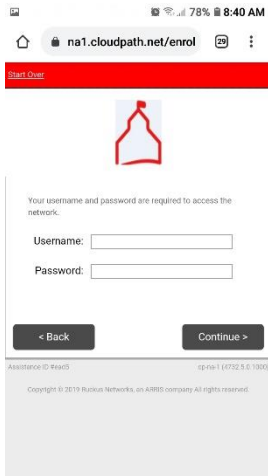 78% 8:40 AM
na1.cloudpath.net/enrol 29
Start Over
Your username and password are required to access the
network.
Username:
Password:
< Back Continue >
Assistance ID #ead5 cp-na-1 (4732 5.0 1000)
Copyright © 2019 Ruckus Networks, an ARRIS company All rights reserved.